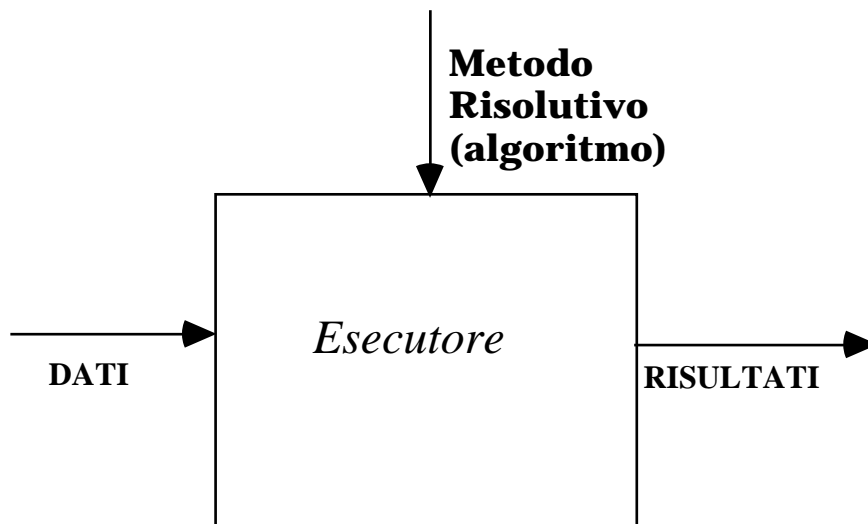 Metodo
Risolutivo
(algoritmo)
Esecutore
DATI
RISULTATI